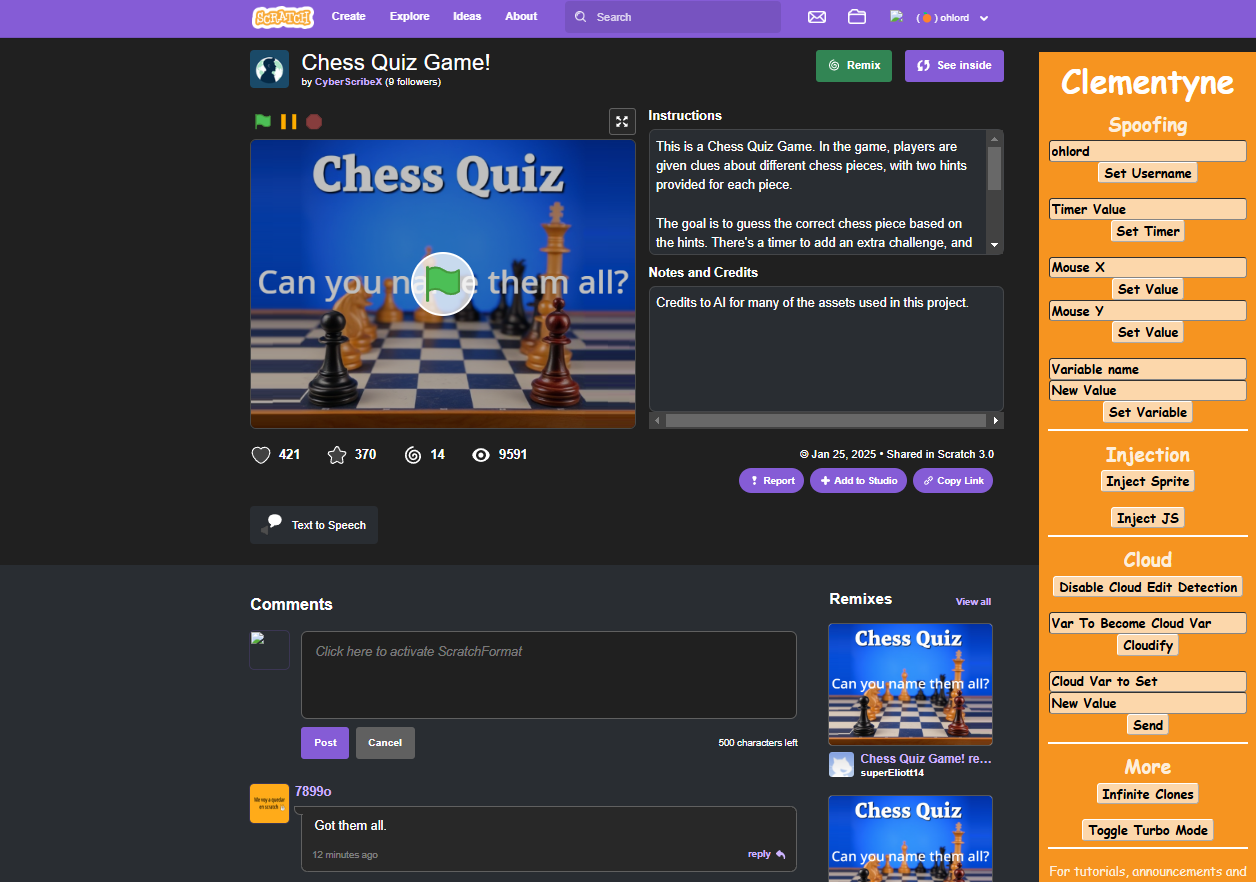 SCRATCH Create Explore Ideas About Search ( ) ohlord
Chess Quiz Game!
by CyberScribeX (9 followers)
Remix
See inside
Chess Quiz
Can you na e them all?
Instructions
This is a Chess Quiz Game. In the game, players are
given clues about different chess pieces, with two hints
provided for each piece.
The goal is to guess the correct chess piece based on
the hints. There's a timer to add an extra challenge, and
Notes and Credits
Credits to AI for many of the assets used in this project.
421 370 14 9591
© Jan 25, 2025 • Shared in Scratch 3.0
Report Add to Studio Copy Link
Text to Speech
Comments
Click here to activate ScratchFormat
Post Cancel 500 characters left
7899o
Got them all.
12 minutes ago reply
Remixes View all
Chess Quiz
Can you name them all?
Chess Quiz Game! re...
superEliott14
Chess Quiz
Can you name them all?
Clementyne
Spoofing
ohlord
Set Username
Timer Value
Set Timer
Mouse X
Set Value
Mouse Y
Set Value
Variable name
New Value
Set Variable
Injection
Inject Sprite
Inject JS
Cloud
Disable Cloud Edit Detection
Var To Become Cloud Var
Cloudify
Cloud Var to Set
New Value
Send
More
Infinite Clones
Toggle Turbo Mode
For tutorials, announcements and